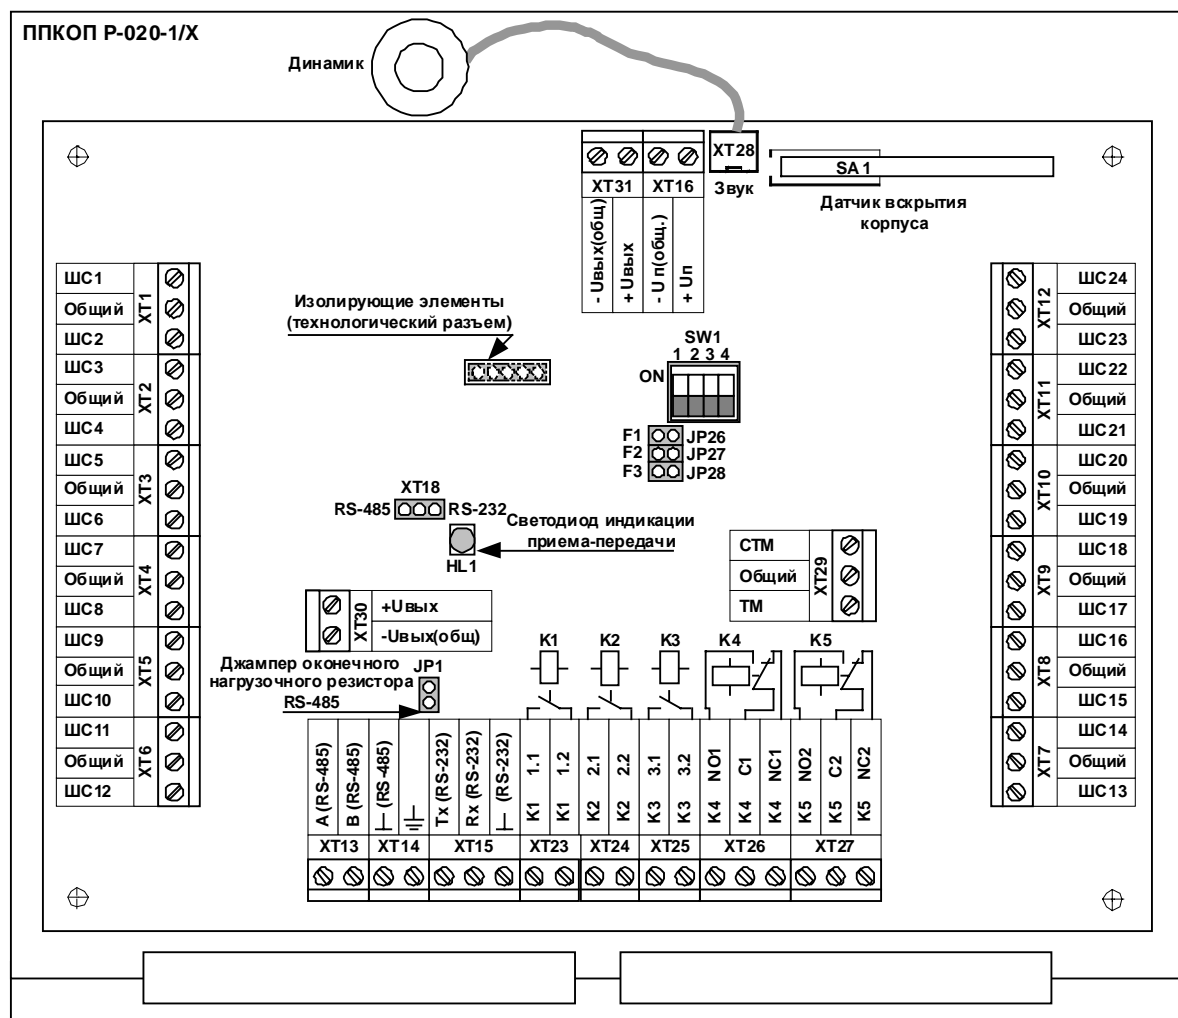 ППКОП Р-020-1/Х
Динамик
XT28
Звук
SA1
Датчик вскрытия
корпуса
XT31 XT16
- Uвых(общ)
+ Uвых
- U п(общ.)
+ Uп
Изолирующие элементы
(технологический разъем)
SW1
1 2 3 4
ON
F1 JP26
F2 JP27
F3 JP28
XT18
RS-485 RS-232
Светодиод индикации
приема-передачи
HL1
ШС1
Общий
ШС2
XT1
ШС3
Общий
ШС4
XT2
ШС5
Общий
ШС6
XT3
ШС7
Общий
ШС8
XT4
ШС9
Общий
ШС10
XT5
ШС11
Общий
ШС12
XT6
XT12
ШС24
Общий
ШС23
XT11
ШС22
Общий
ШС21
XT10
ШС20
Общий
ШС19
XT9
ШС18
Общий
ШС17
XT8
ШС16
Общий
ШС15
XT7
ШС14
Общий
ШС13
СТМ
Общий
ТМ
XT29
XT30
+Uвых
-Uвых(общ)
Джампер оконечного
нагрузочного резистора
RS-485
JP1
K1 K2 K3 K4 K5
A (RS-485)
B (RS-485)
(RS-485)
Tx (RS-232)
Rx (RS-232)
(RS-232)
K1 1.1
K1 1.2
K2 2.1
K2 2.2
K3 3.1
K3 3.2
K4 NO1
K4 C1
K4 NC1
K5 NO2
K5 C2
K5 NC2
XT13 XT14 XT15 XT23 XT24 XT25 XT26 XT27